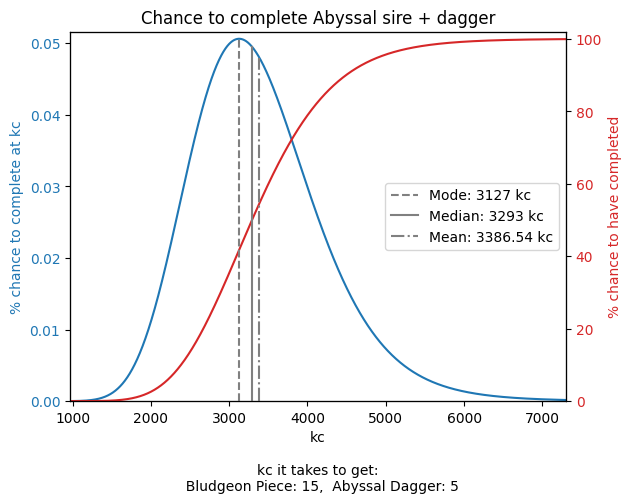 Chance to complete Abyssal sire + dagger
% chance to complete at kc
0.05
0.04
0.03
0.02
0.01
0.00
1000 2000 3000 4000 5000 6000 7000
kc
Mode: 3127 kc
Median: 3293 kc
Mean: 3386.54 kc
100
80
60
40
20
0
% chance to have completed
kc it takes to get:
Bludgeon Piece: 15, Abyssal Dagger: 5